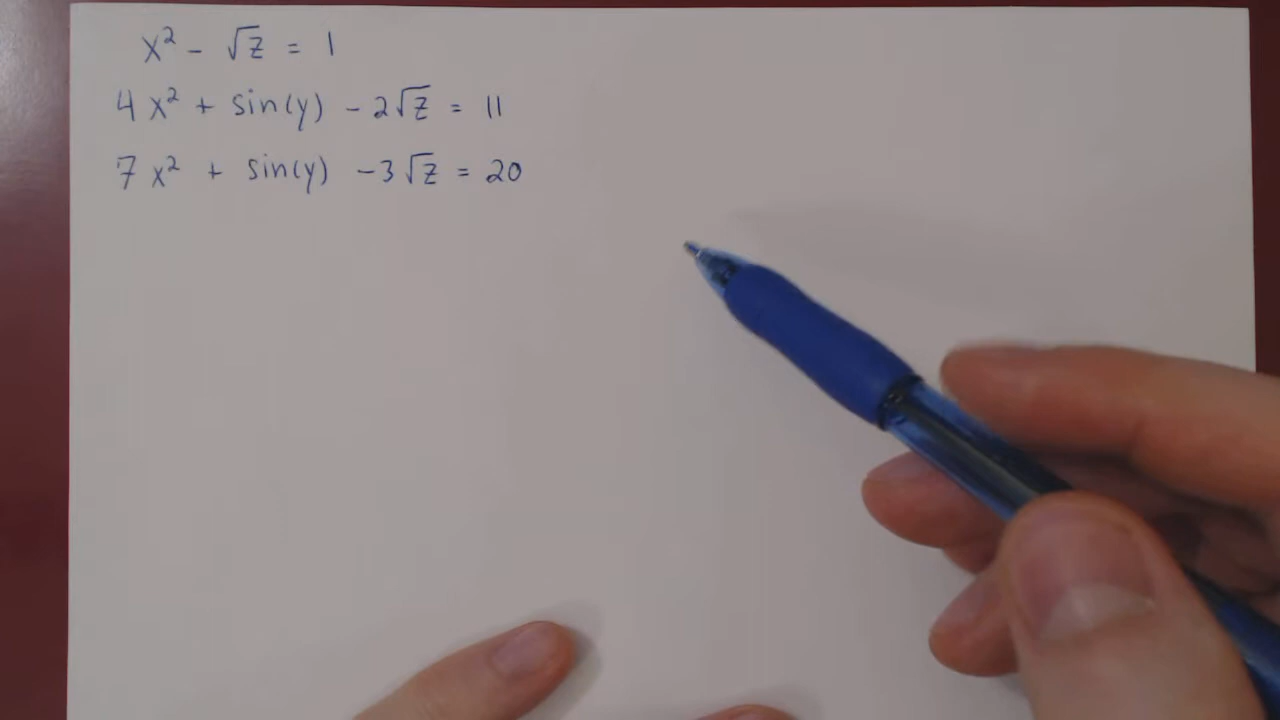 x² - √z = 1
4x² + sin(y) - 2√z = 11
7x² + sin(y) - 3√z = 20